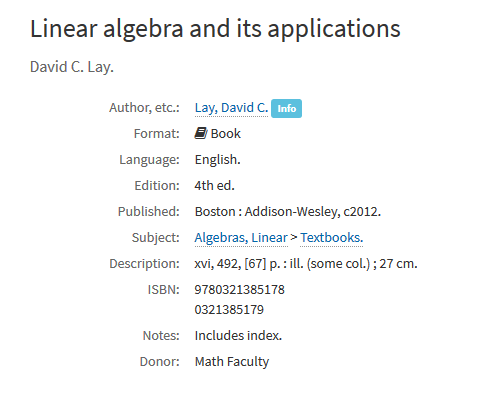 Linear algebra and its applications
David C. Lay.
Author, etc.: Lay, David C. Info
Format: Book
Language: English.
Edition: 4th ed.
Published: Boston : Addison-Wesley, c2012.
Subject: Algebras, Linear > Textbooks.
Description: xvi, 492, [67] p. : ill. (some col.) ; 27 cm.
ISBN: 9780321385178
0321385179
Notes: Includes index.
Donor: Math Faculty